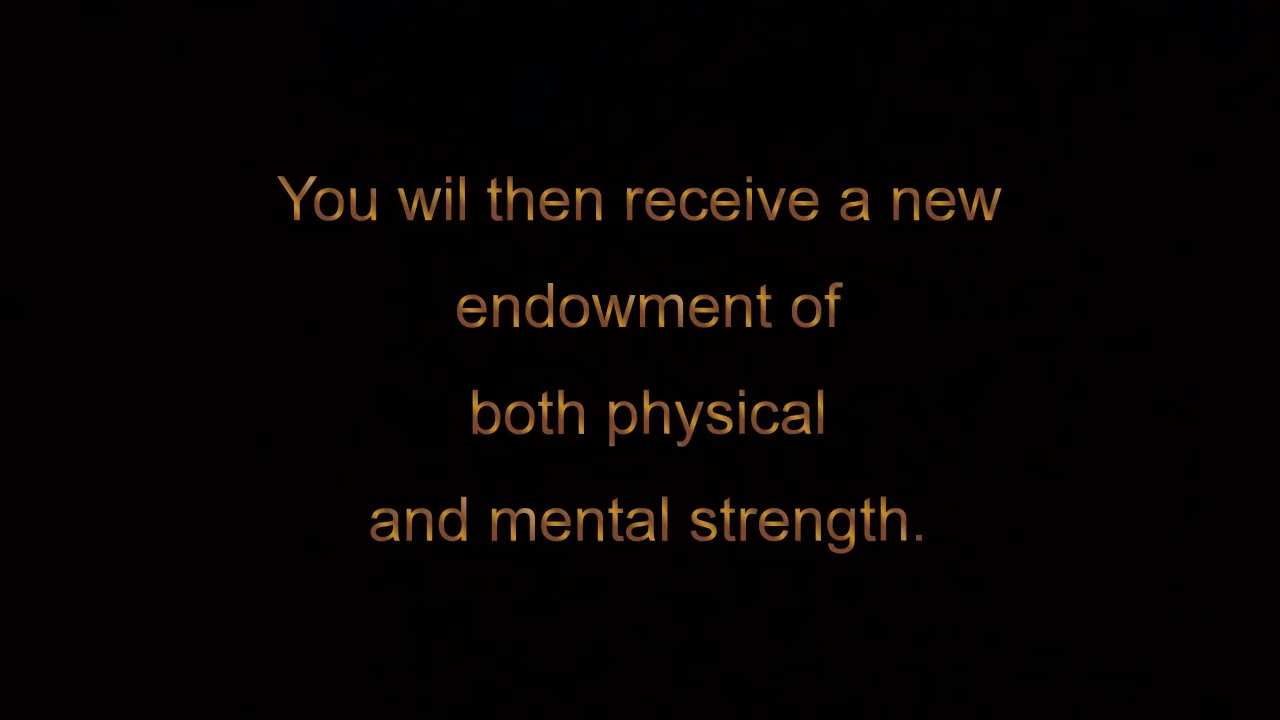 You wil then receive a new
endowment of
both physical
and mental strength.